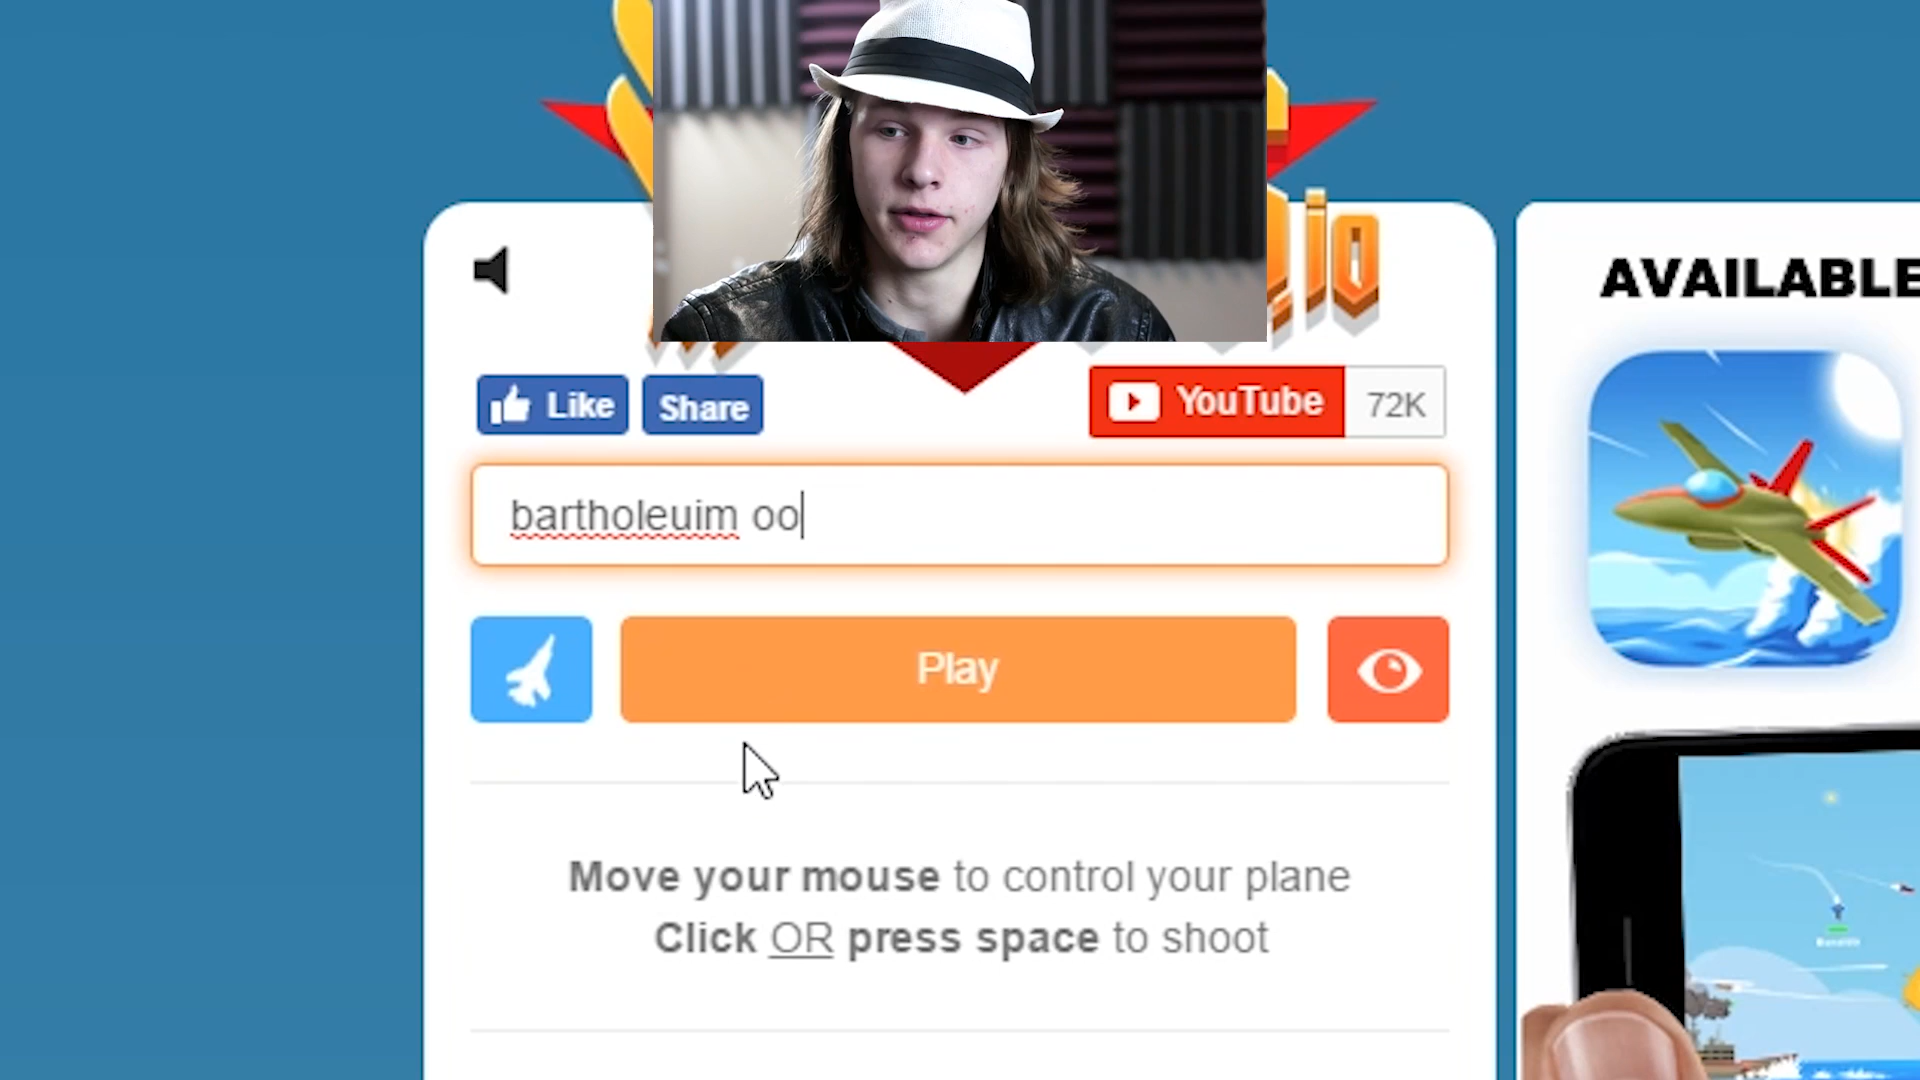 .io
AVAILABLE
Like
Share
YouTube
72K
bartholeuim oo
Play
Move your mouse to control your plane
Click OR press space to shoot